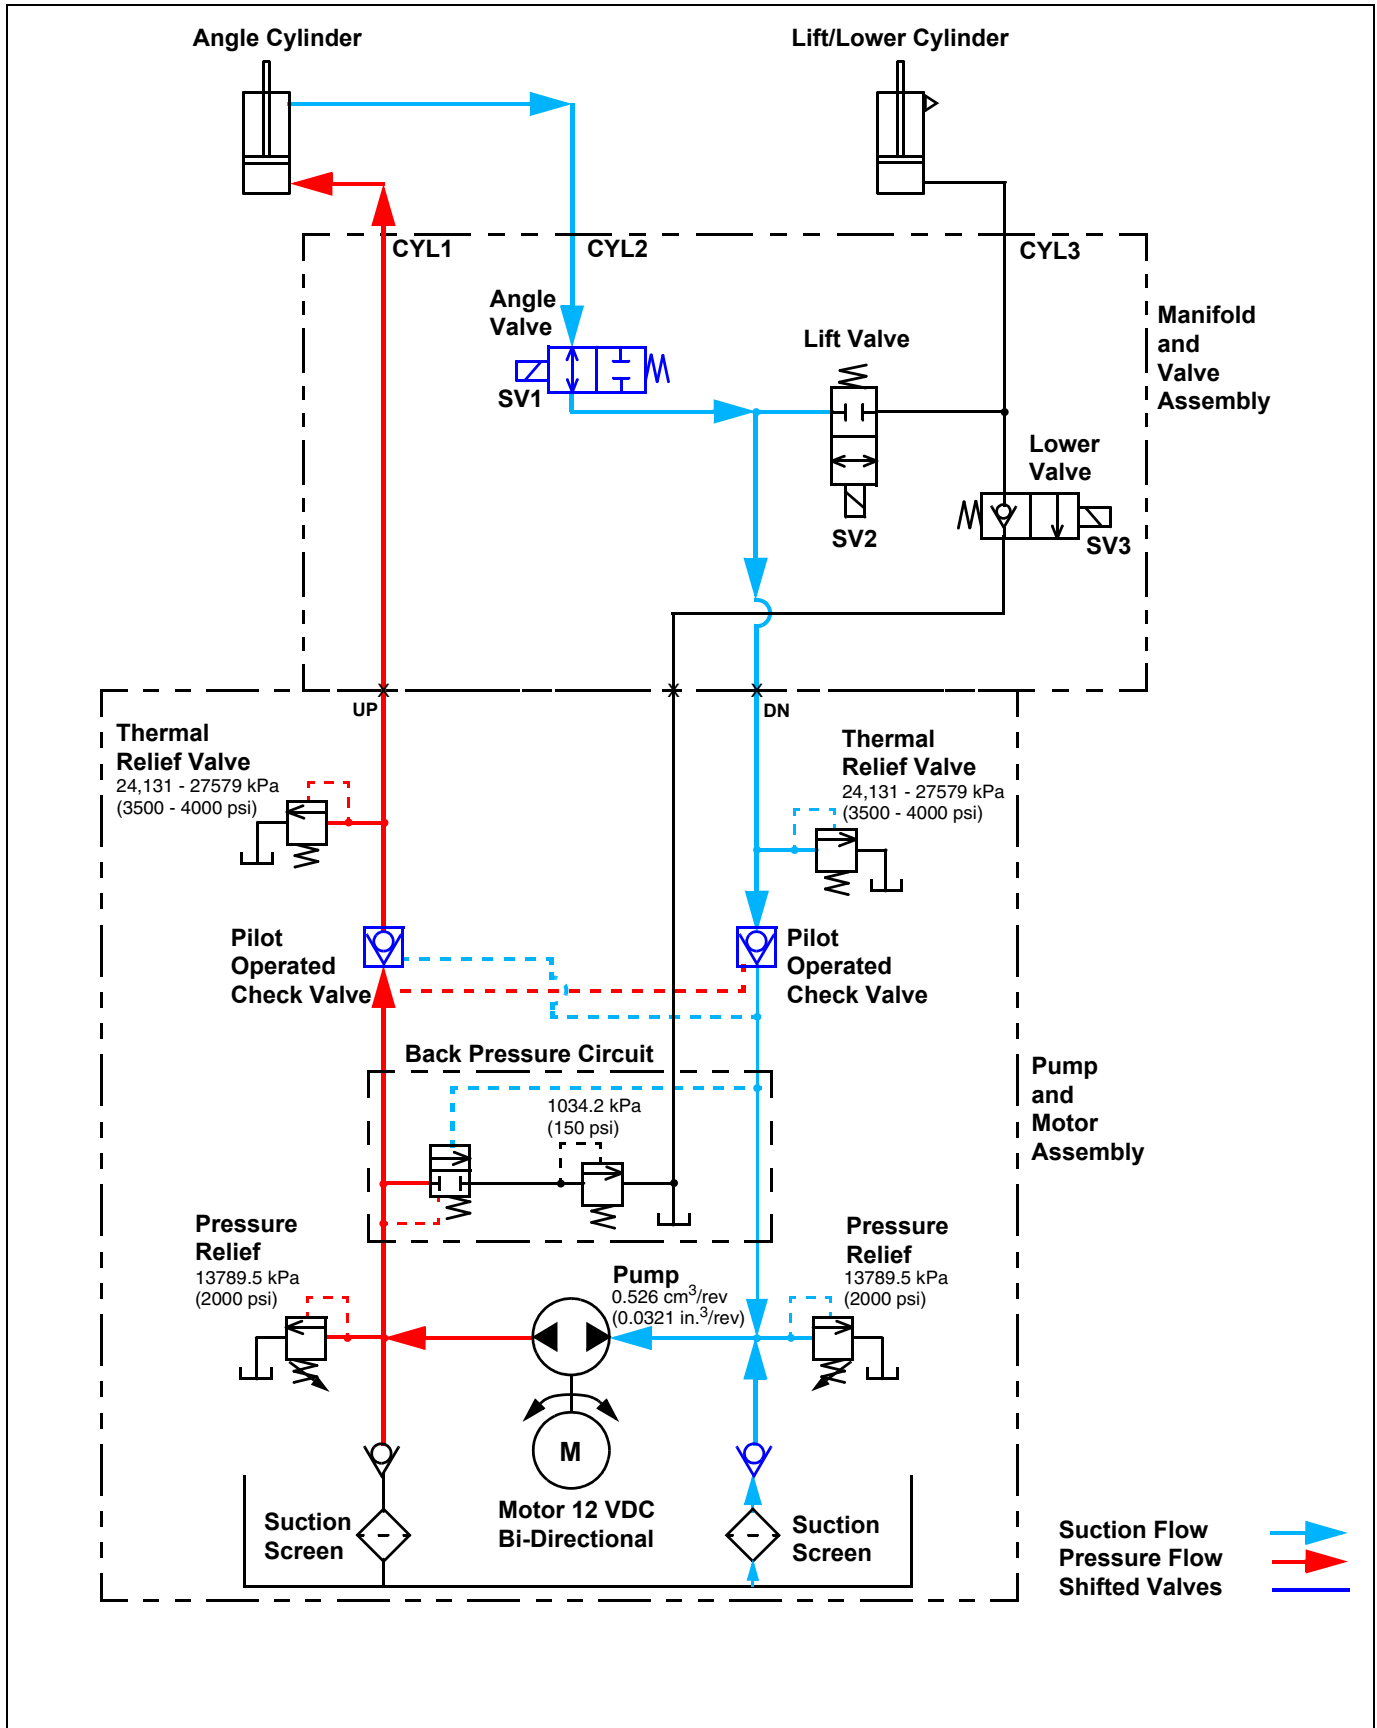 Angle Cylinder
Lift/Lower Cylinder
CYL1
CYL2
CYL3
Angle
Valve
SV1
Lift Valve
SV2
Manifold
and
Valve
Assembly
Lower
Valve
SV3
UP
DN
Thermal
Relief Valve
24,131 - 27579 kPa
(3500 - 4000 psi)
Thermal
Relief Valve
24,131 - 27579 kPa
(3500 - 4000 psi)
Pilot
Operated
Check Valve
Pilot
Operated
Check Valve
Back Pressure Circuit
1034.2 kPa
(150 psi)
Pump
and
Motor
Assembly
Pressure
Relief
13789.5 kPa
(2000 psi)
Pump
0.526 cm³/rev
(0.0321 in.³/rev)
Pressure
Relief
13789.5 kPa
(2000 psi)
M
Motor 12 VDC
Bi-Directional
Suction
Screen
Suction
Screen
Suction Flow
Pressure Flow
Shifted Valves